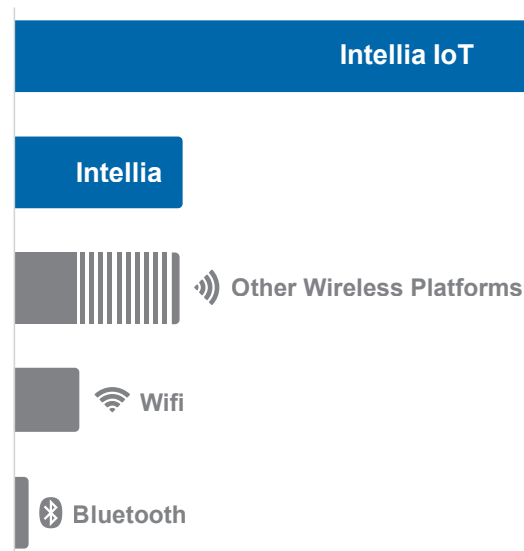 Intellia IoT
Intellia
Other Wireless Platforms
Wifi
Bluetooth